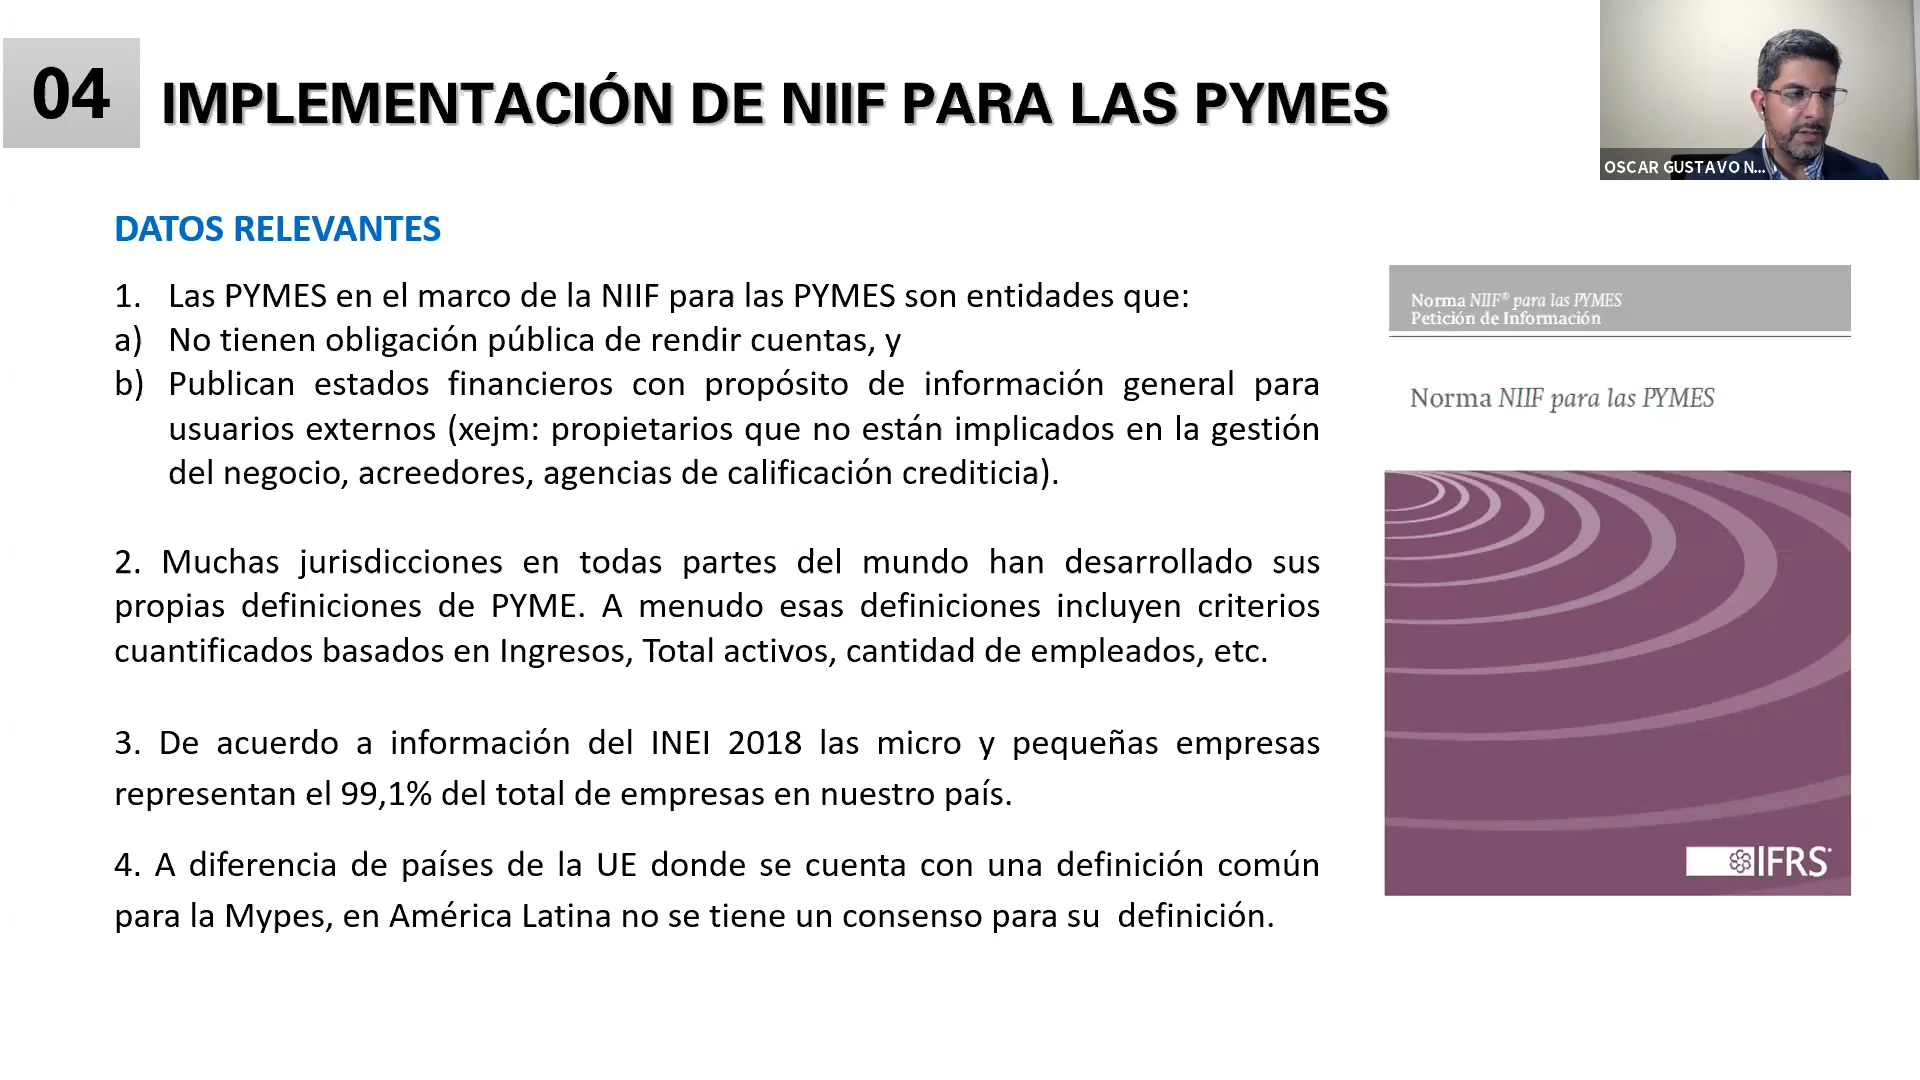 04
IMPLEMENTACIÓN DE NIIF PARA LAS PYMES
OSCAR GUSTAVO N...
DATOS RELEVANTES
1. Las PYMES en el marco de la NIIF para las PYMES son entidades que:
a) No tienen obligación pública de rendir cuentas, y
b) Publican estados financieros con propósito de información general para
usuarios externos (xejm: propietarios que no están implicados en la gestión
del negocio, acreedores, agencias de calificación crediticia).
2. Muchas jurisdicciones en todas partes del mundo han desarrollado sus
propias definiciones de PYME. A menudo esas definiciones incluyen criterios
cuantificados basados en Ingresos, Total activos, cantidad de empleados, etc.
3. De acuerdo a información del INEI 2018 las micro y pequeñas empresas
representan el 99,1% del total de empresas en nuestro país.
4. A diferencia de países de la UE donde se cuenta con una definición común
para la Mypes, en América Latina no se tiene un consenso para su definición.
Norma NIIF® para las PYMES
Petición de Información
Norma NIIF para las PYMES
IFRS